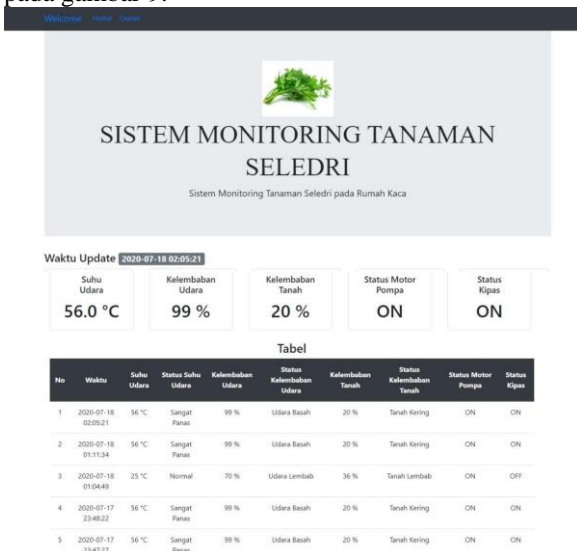 pada gambar 9.
Welcome Home Owner
SISTEM MONITORING TANAMAN
SELEDRI
Sistem Monitoring Tanaman Seledri pada Rumah Kaca
Waktu Update 2020-07-18 02:05:21
Suhu Udara Kelembaban Udara Kelembaban Tanah Status Motor Pompa Status Kipas
56.0 °C 99 % 20 % ON ON
Tabel
No Waktu Suhu Udara Status Suhu Udara Kelembaban Udara Status Kelembaban Udara Kelembaban Tanah Status Kelembaban Tanah Status Motor Pompa Status Kipas
1 2020-07-18 02:05:21 56 °C Sangat Panas 99 % Udara Basah 20 % Tanah Kering ON ON
2 2020-07-18 01:11:34 56 °C Sangat Panas 99 % Udara Basah 20 % Tanah Kering ON ON
3 2020-07-18 01:04:49 25 °C Normal 70 % Udara Lembab 36 % Tanah Lembab ON OFF
4 2020-07-17 23:48:22 56 °C Sangat Panas 99 % Udara Basah 20 % Tanah Kering ON ON
5 2020-07-17 23:47:27 56 °C Sangat Panas 99 % Udara Basah 20 % Tanah Kering ON ON